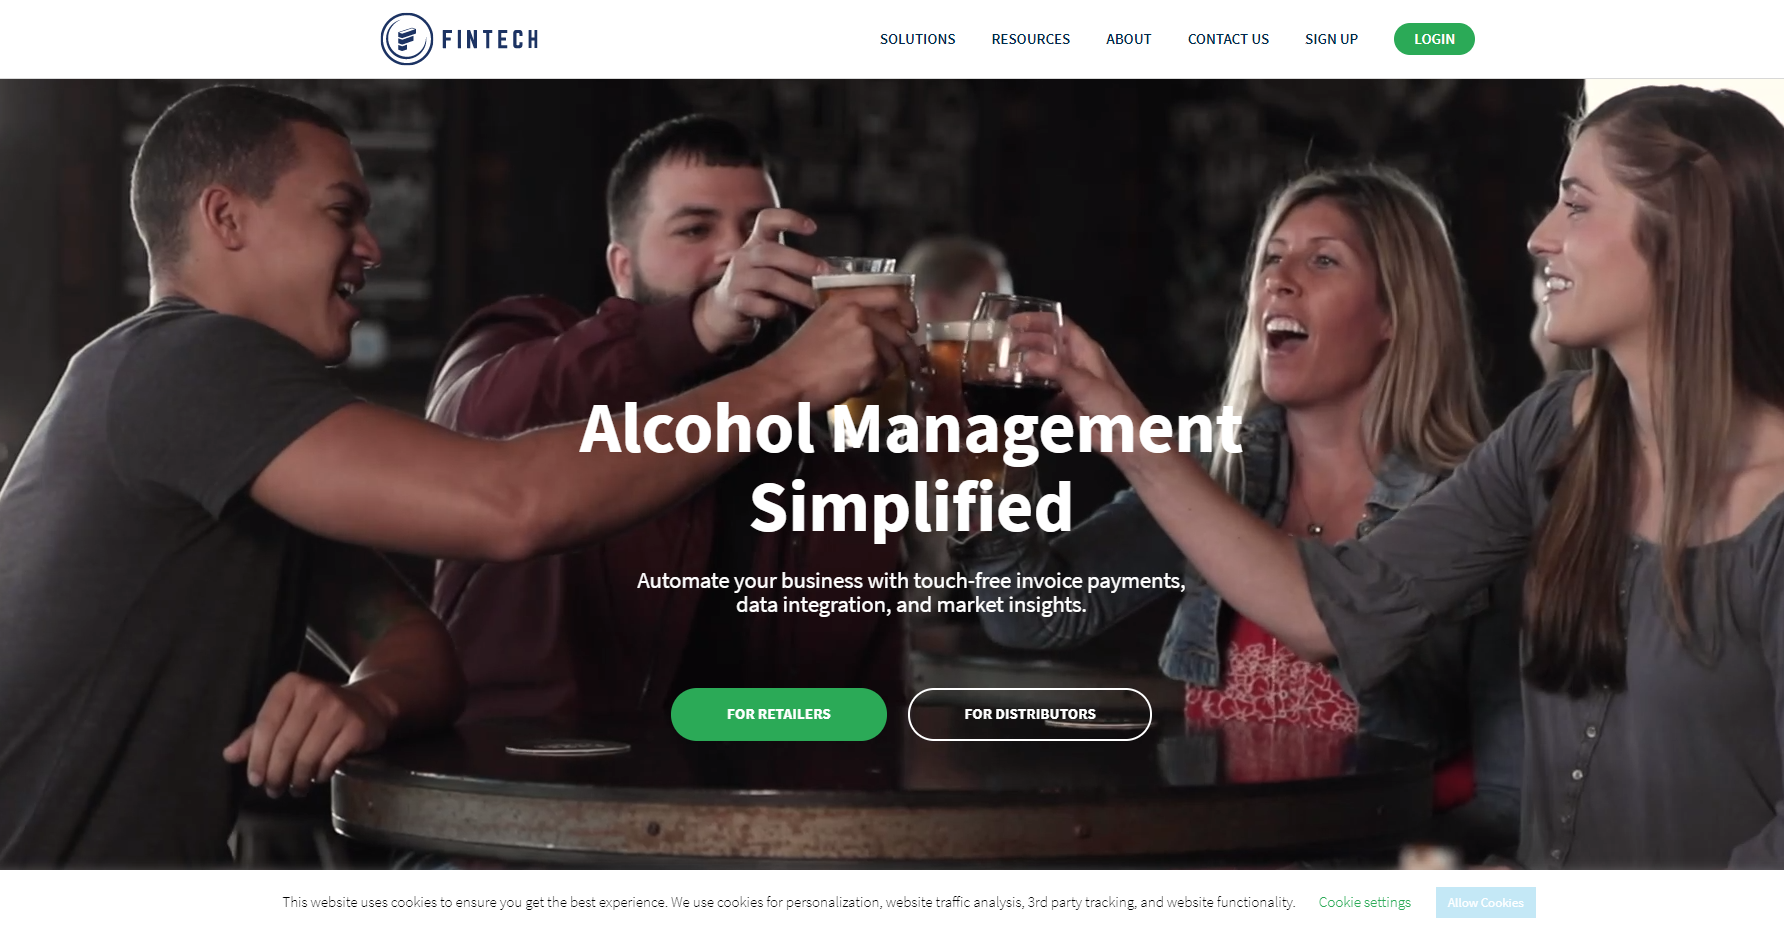 FINTECH
SOLUTIONS
RESOURCES
ABOUT
CONTACT US
SIGN UP
LOGIN
Alcohol Management
Simplified
Automate your business with touch-free invoice payments,
data integration, and market insights.
FOR RETAILERS
FOR DISTRIBUTORS
This website uses cookies to ensure you get the best experience. We use cookies for personalization, website traffic analysis, 3rd party tracking, and website functionality.
Cookie settings
Allow Cookies